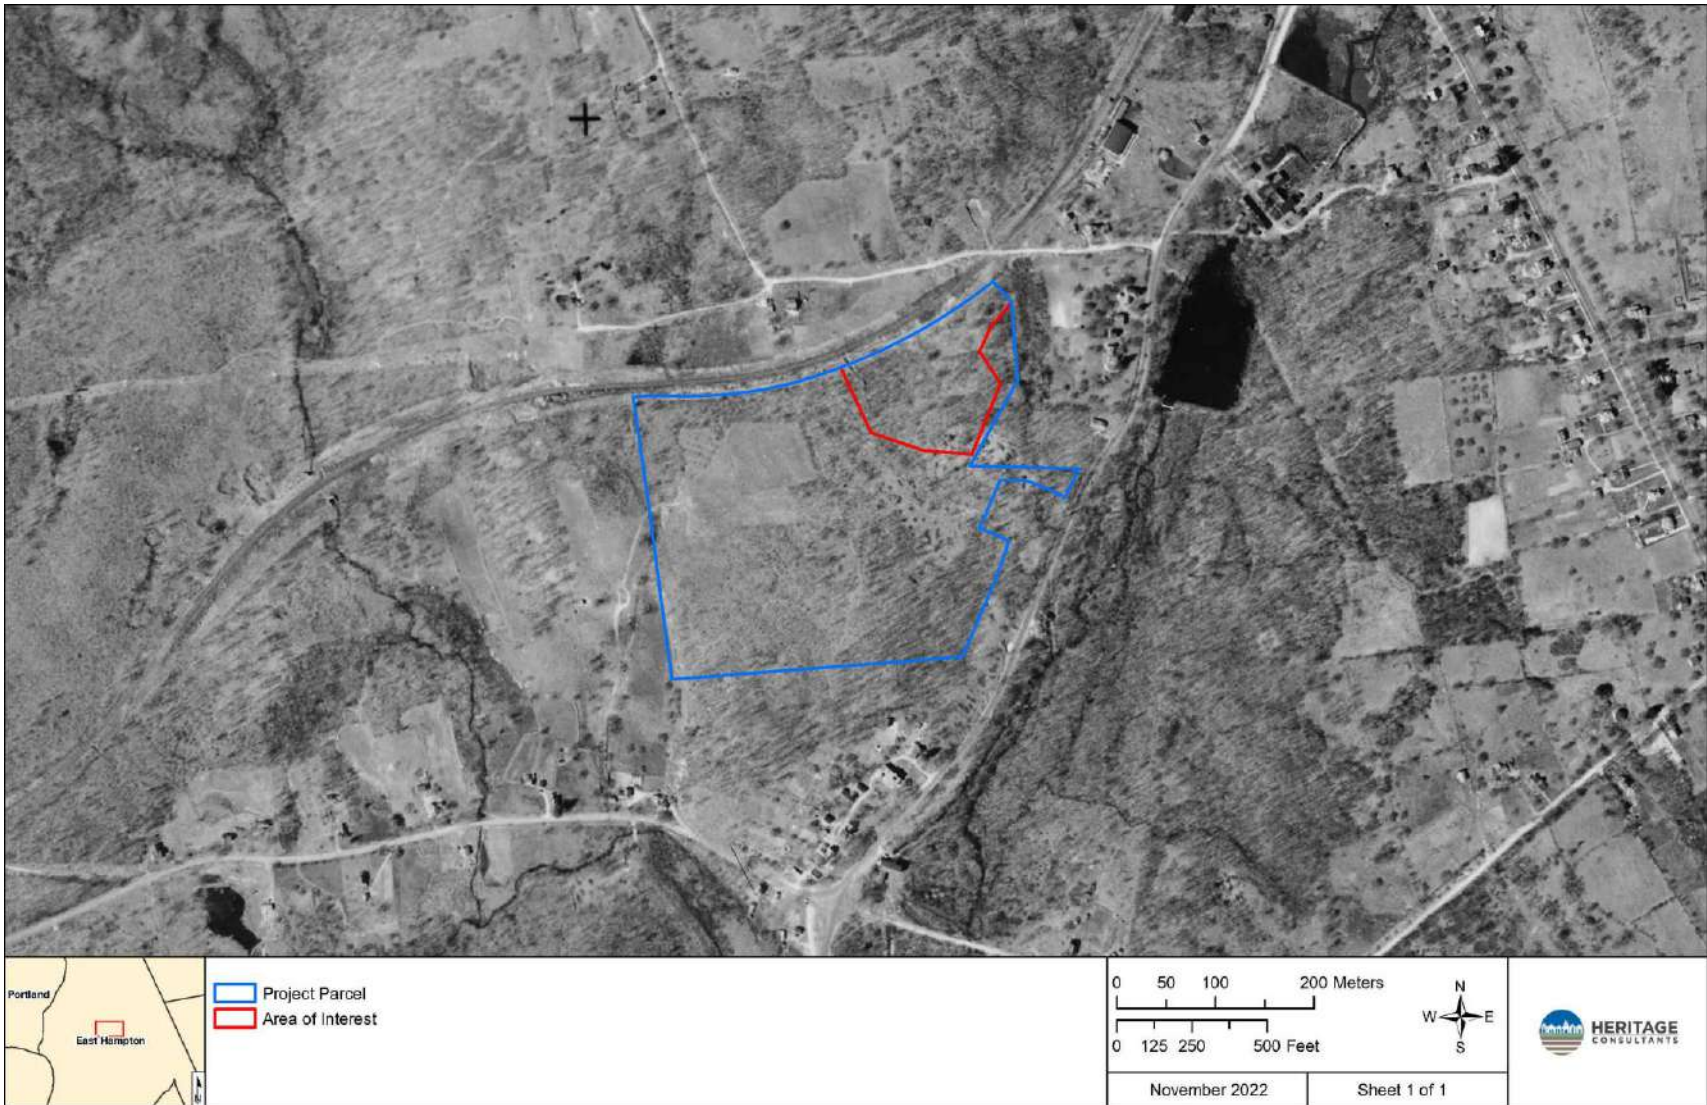 Portland
East Hampton
N
Project Parcel
Area of Interest
0 50 100 200 Meters
0 125 250 500 Feet
N
W E
S
November 2022
Sheet 1 of 1
HERITAGE
CONSULTANTS